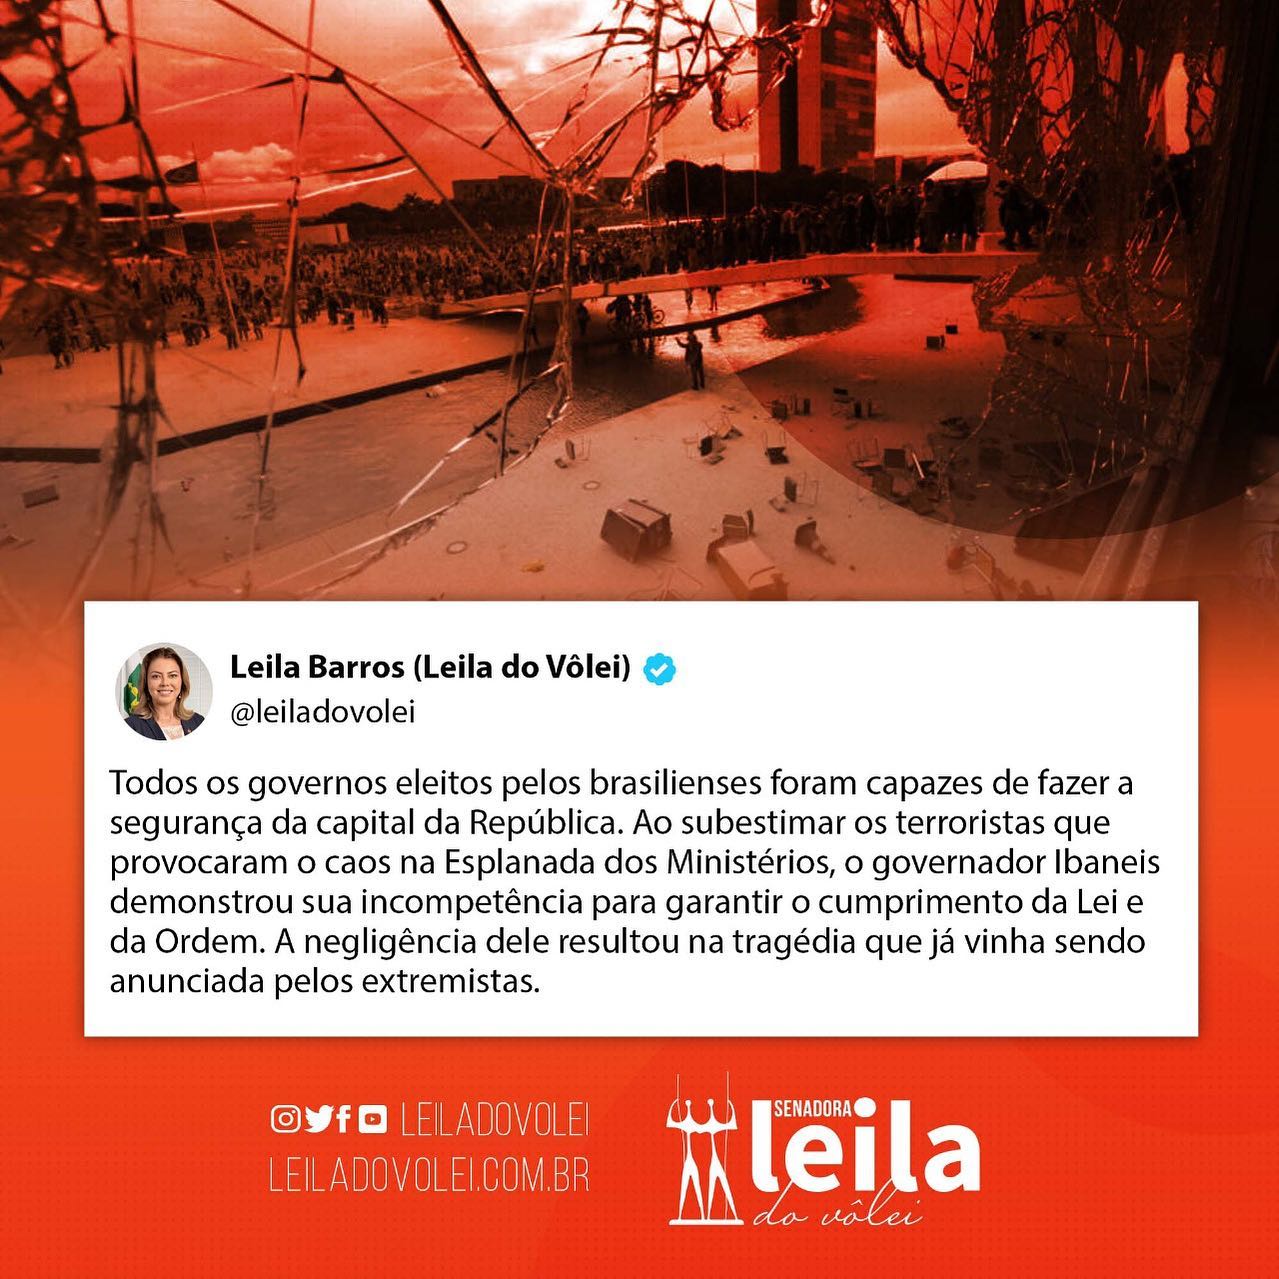 Leila Barros (Leila do Vôlei)
@leiladovolei
Todos os governos eleitos pelos brasilienses foram capazes de fazer a
segurança da capital da República. Ao subestimar os terroristas que
provocaram o caos na Esplanada dos Ministérios, o governador Ibaneis
demonstrou sua incompetência para garantir o cumprimento da Lei e
da Ordem. A negligência dele resultou na tragédia que já vinha sendo
anunciada pelos extremistas.
LEILADOVOLEI
LEILADOVOLEI.COM.BR
SENADORA
leila
do vôlei